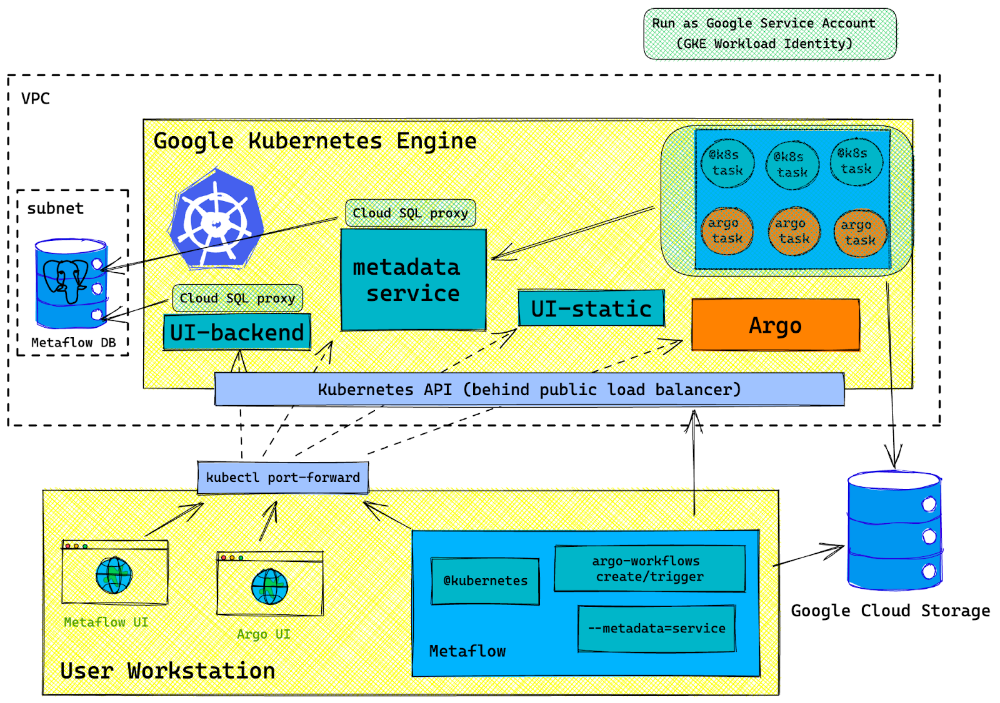 Run as Google Service Account
(GKE Workload Identity)
VPC
Google Kubernetes Engine
@k8s
task
@k8s
task
@k8s
task
subnet
Cloud SQL proxy
argo
task
argo
task
argo
task
metadata
service
Cloud SQL proxy
UI-static
Argo
UI-backend
Metaflow DB
Kubernetes API (behind public load balancer)
kubectl port-forward
@kubernetes
argo-workflows
create/trigger
--metadata=service
Metaflow
Metaflow UI
Argo UI
User Workstation
Google Cloud Storage